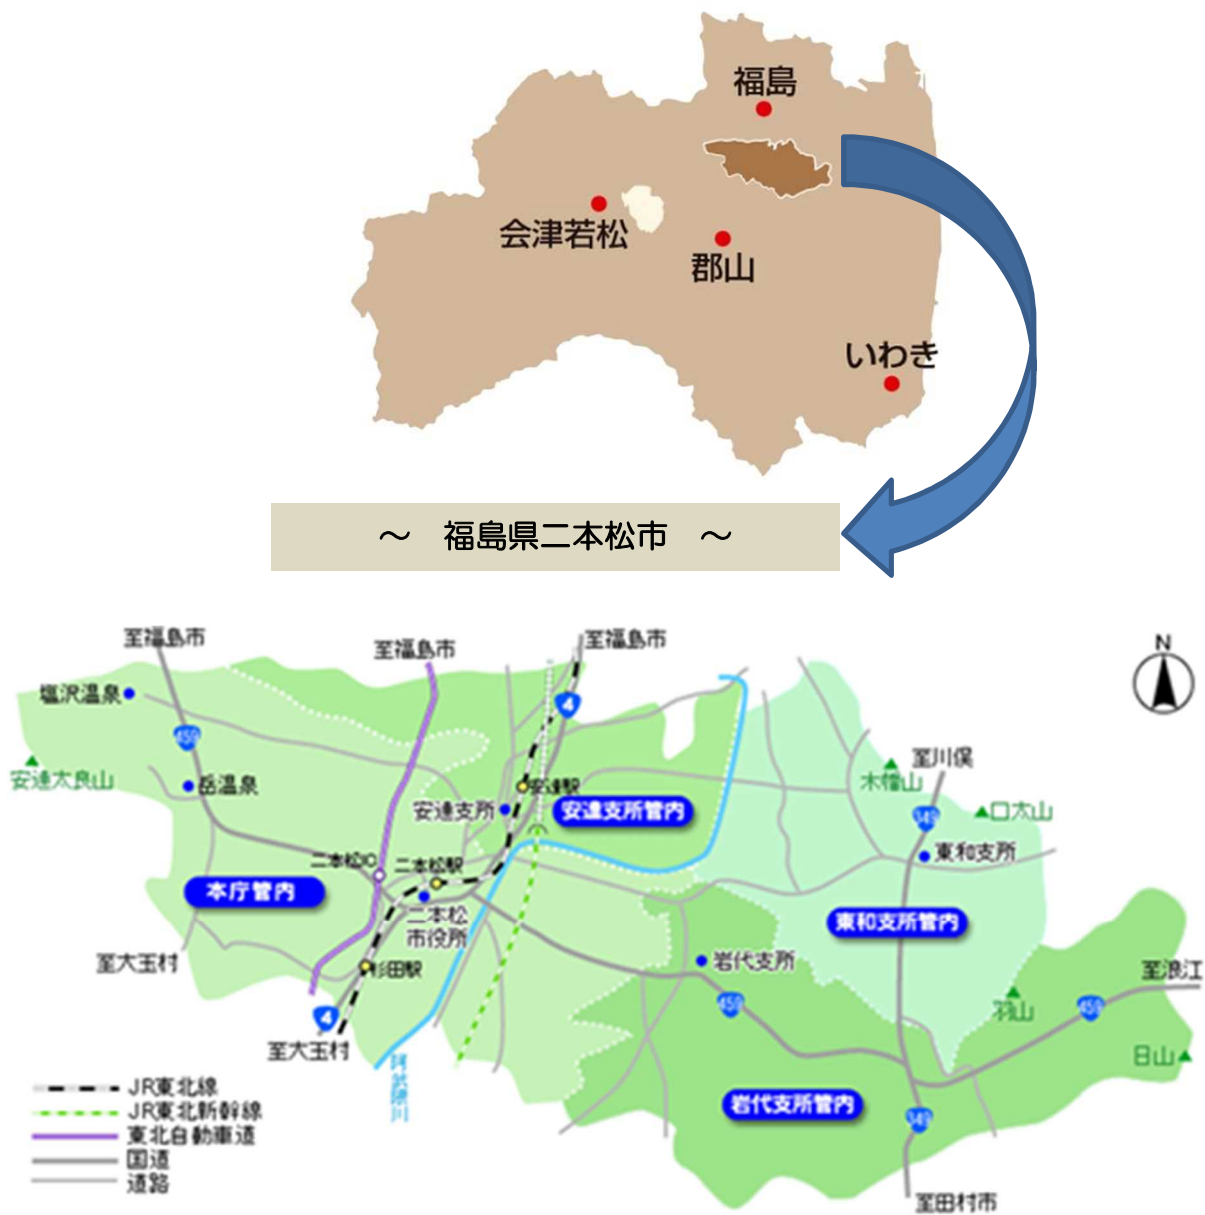 福島
会津若松
郡山
いわき
～　福島県二本松市　～
至福島市
至福島市
至福島市
N
塩沢温泉
4
459
安達太良山
岳温泉
安達駅
至川俣
木幡山
安達支所
安達支所管内
349
口太山
二本松IC
二本松駅
東和支所
本庁管内
二本松
市役所
東和支所管内
至大玉村
杉田駅
岩代支所
至浪江
459
459
羽山
4
至大玉村
日山
阿武隈川
JR東北線
JR東北新幹線
東北自動車道
国道
道路
岩代支所管内
349
至田村市